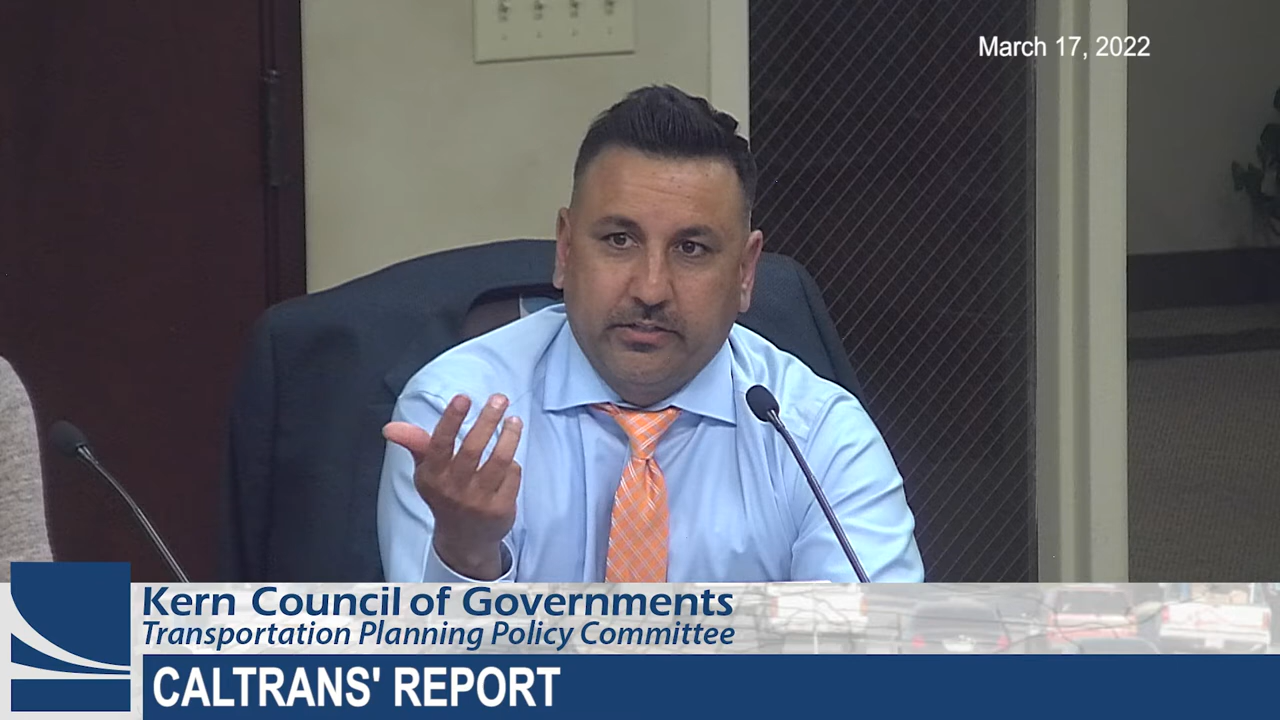 March 17, 2022
Kern Council of Governments
Transportation Planning Policy Committee
CALTRANS' REPORT